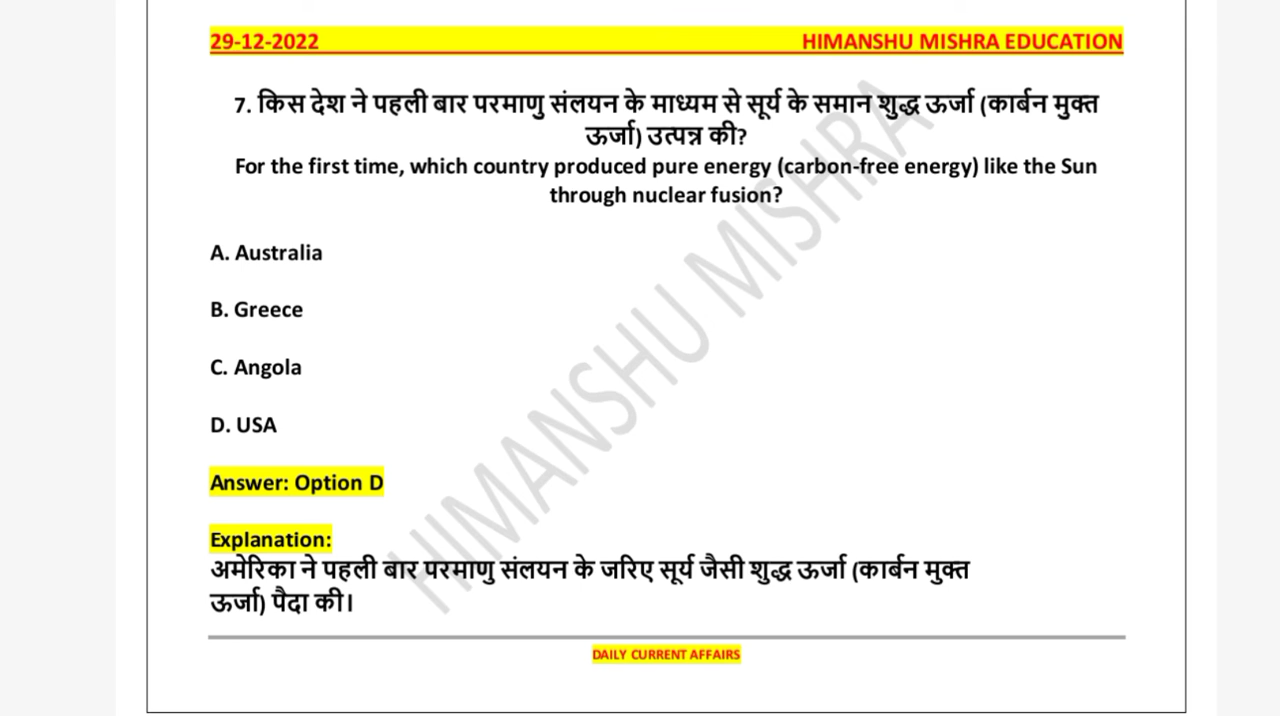 29-12-2022 HIMANSHU MISHRA EDUCATION
7. किस देश ने पहली बार परमाणु संलयन के माध्यम से सूर्य के समान शुद्ध ऊर्जा (कार्बन मुक्त
ऊर्जा) उत्पन्न की?
For the first time, which country produced pure energy (carbon-free energy) like the Sun
through nuclear fusion?
A. Australia
B. Greece
C. Angola
D. USA
Answer: Option D
Explanation:
अमेरिका ने पहली बार परमाणु संलयन के जरिए सूर्य जैसी शुद्ध ऊर्जा (कार्बन मुक्त
ऊर्जा) पैदा की।
DAILY CURRENT AFFAIRS
HIMANSHU MISHRA